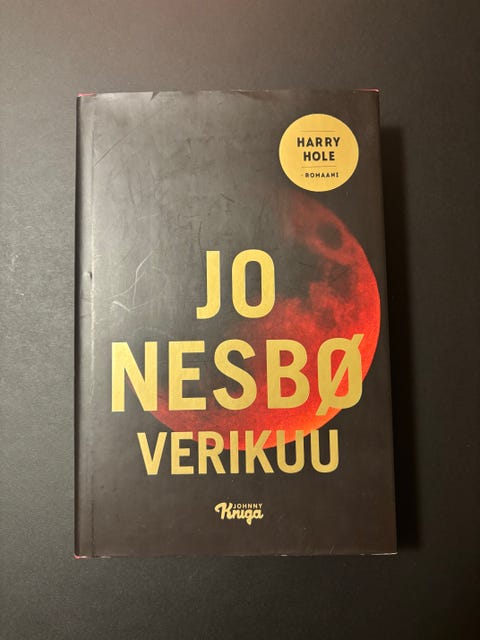 HARRY
HOLE
-ROMAANI
JO
NESBØ
VERIKUU
JOHNNY
Kniga